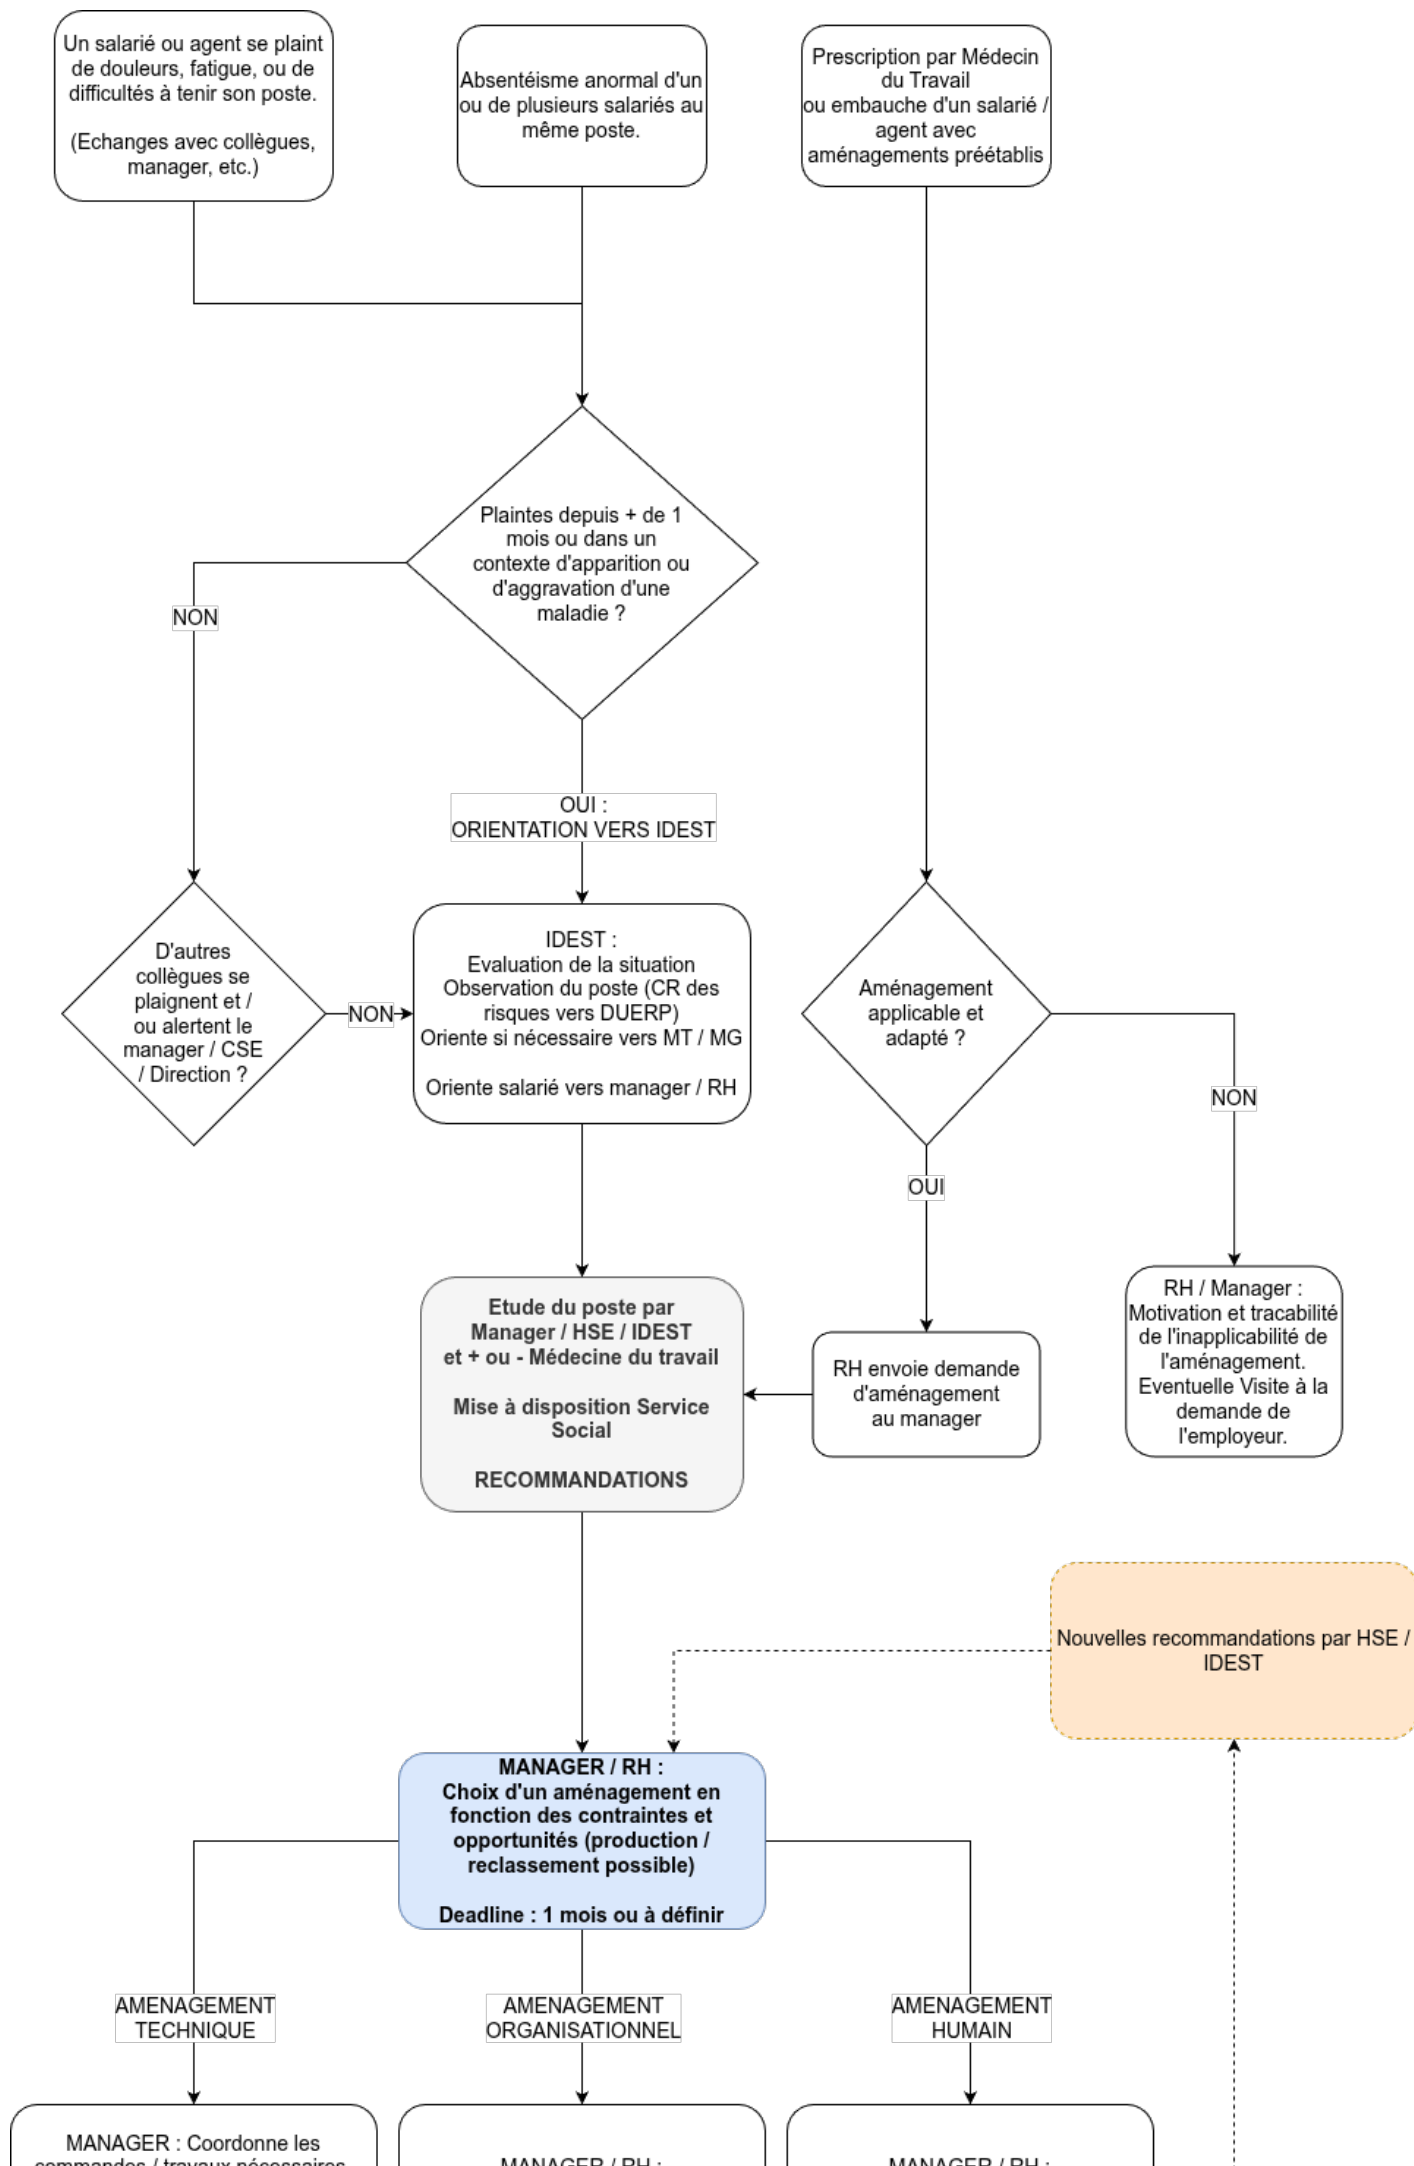 Un salarié ou agent se plaint
de douleurs, fatigue, ou de
difficultés à tenir son poste.
(Echanges avec collègues,
manager, etc.)
Absentéisme anormal d'un
ou de plusieurs salariés au
même poste.
Prescription par Médecin
du Travail
ou embauche d'un salarié /
agent avec
aménagements préétablis
Plaintes depuis + de 1
mois ou dans un
contexte d'apparition ou
d'aggravation d'une
maladie ?
NON
OUI :
ORIENTATION VERS IDEST
D'autres
collègues se
plaignent et /
ou alertent le
manager / CSE
/ Direction ?
NON
IDEST :
Evaluation de la situation
Observation du poste (CR des
risques vers DUERP)
Oriente si nécessaire vers MT / MG
Oriente salarié vers manager / RH
Aménagement
applicable et
adapté ?
NON
OUI
RH / Manager :
Motivation et tracabilité
de l'inapplicabilité de
l'aménagement.
Eventuelle Visite à la
demande de
l'employeur.
Etude du poste par
Manager / HSE / IDEST
et + ou - Médecine du travail
Mise à disposition Service
Social
RECOMMANDATIONS
RH envoie demande
d'aménagement
au manager
Nouvelles recommandations par HSE /
IDEST
MANAGER / RH :
Choix d'un aménagement en
fonction des contraintes et
opportunités (production /
reclassement possible)
Deadline : 1 mois ou à définir
AMENAGEMENT
TECHNIQUE
AMENAGEMENT
ORGANISATIONNEL
AMENAGEMENT
HUMAIN
MANAGER : Coordonne les
commandes / travaux nécessaires
MANAGER / RH :
MANAGER / RH :